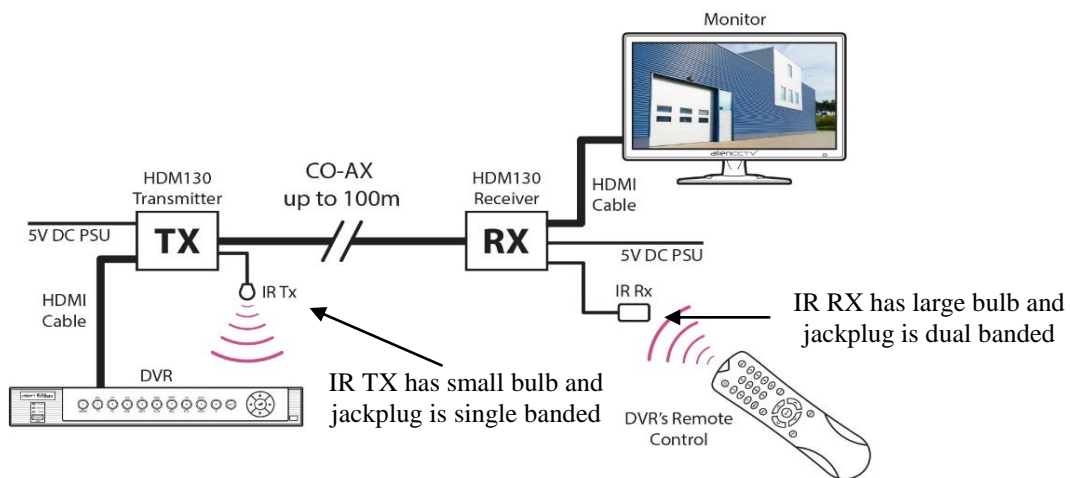 Monitor
alienCCTV
HDM130
Transmitter
CO-AX
up to 100m
HDM130
Receiver
HDMI
Cable
5V DC PSU
TX
RX
5V DC PSU
HDMI
Cable
IR Tx
IR Rx
IR RX has large bulb and
jackplug is dual banded
IR TX has small bulb and
jackplug is single banded
DVR
DVR's Remote
Control